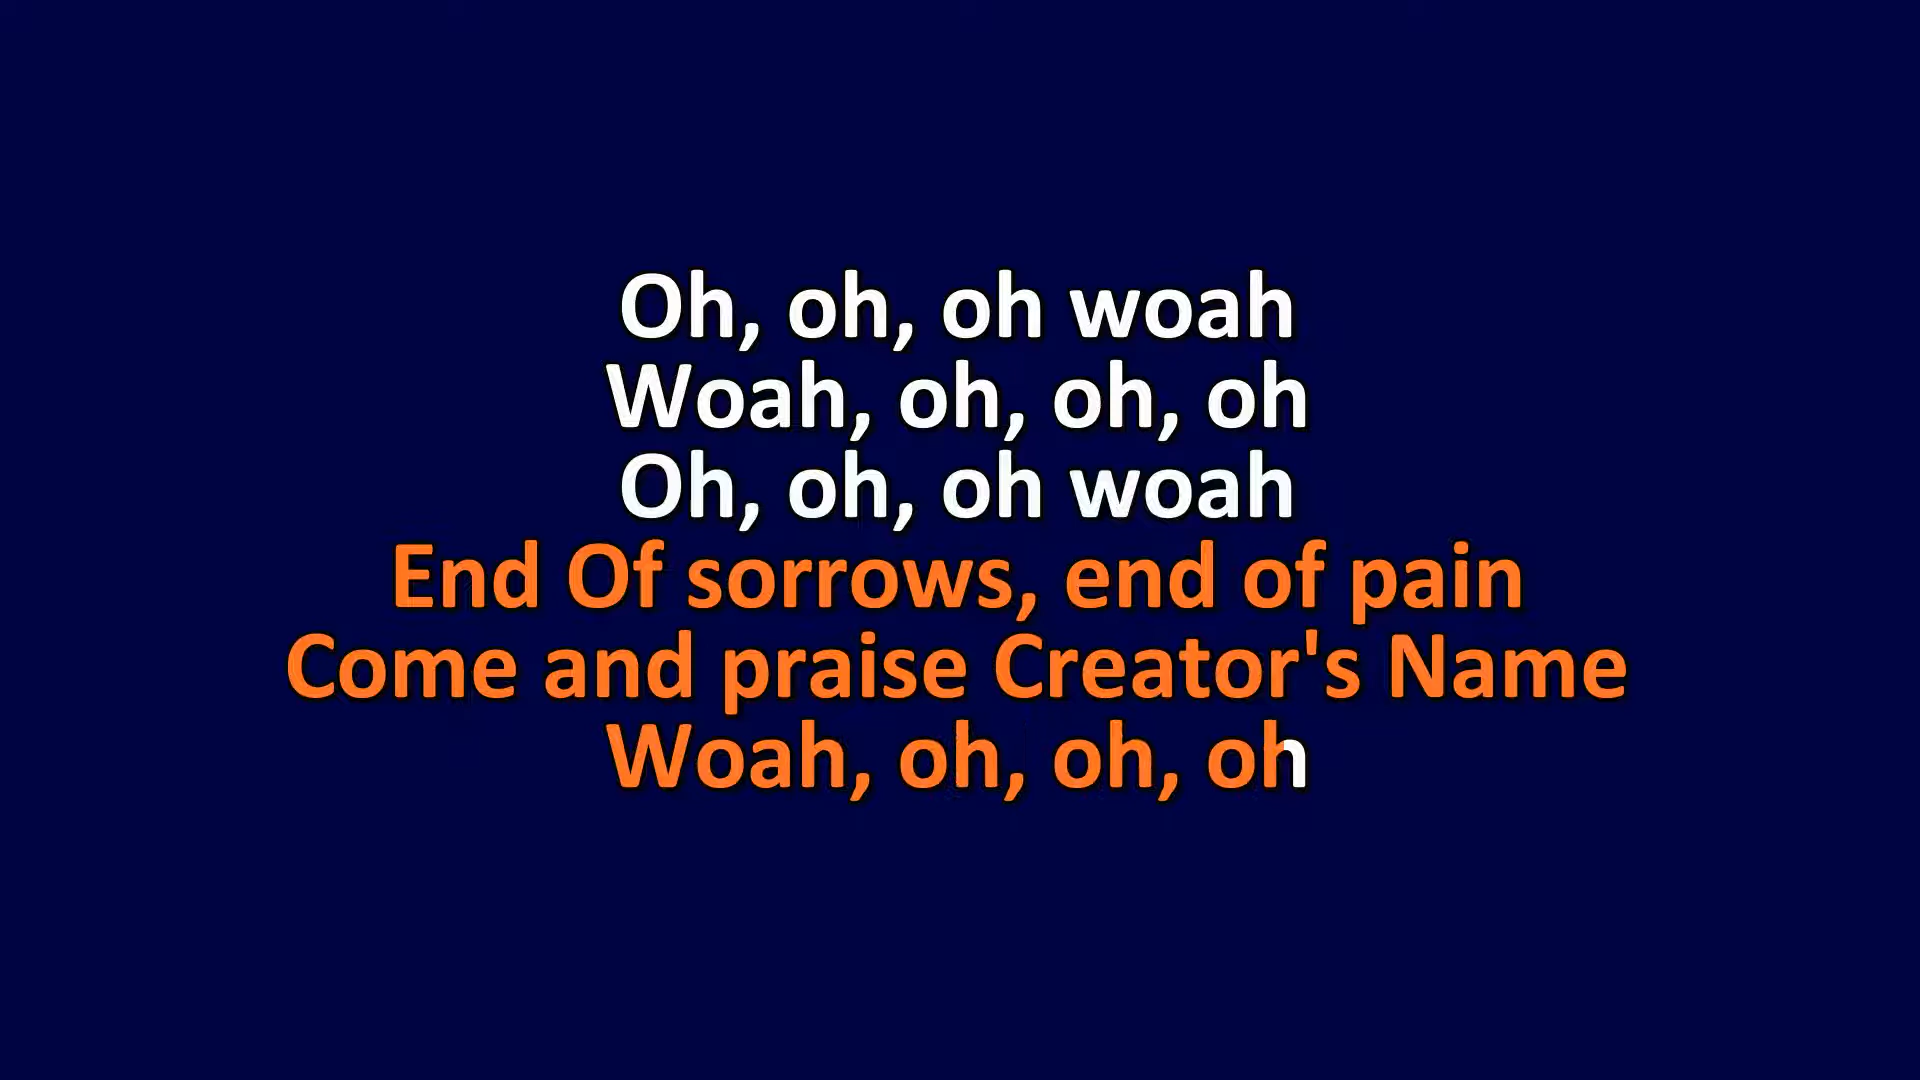 Oh, oh, oh woah
Woah, oh, oh, oh
Oh, oh, oh woah
End Of sorrows, end of pain
Come and praise Creator's Name
Woah, oh, oh, oh